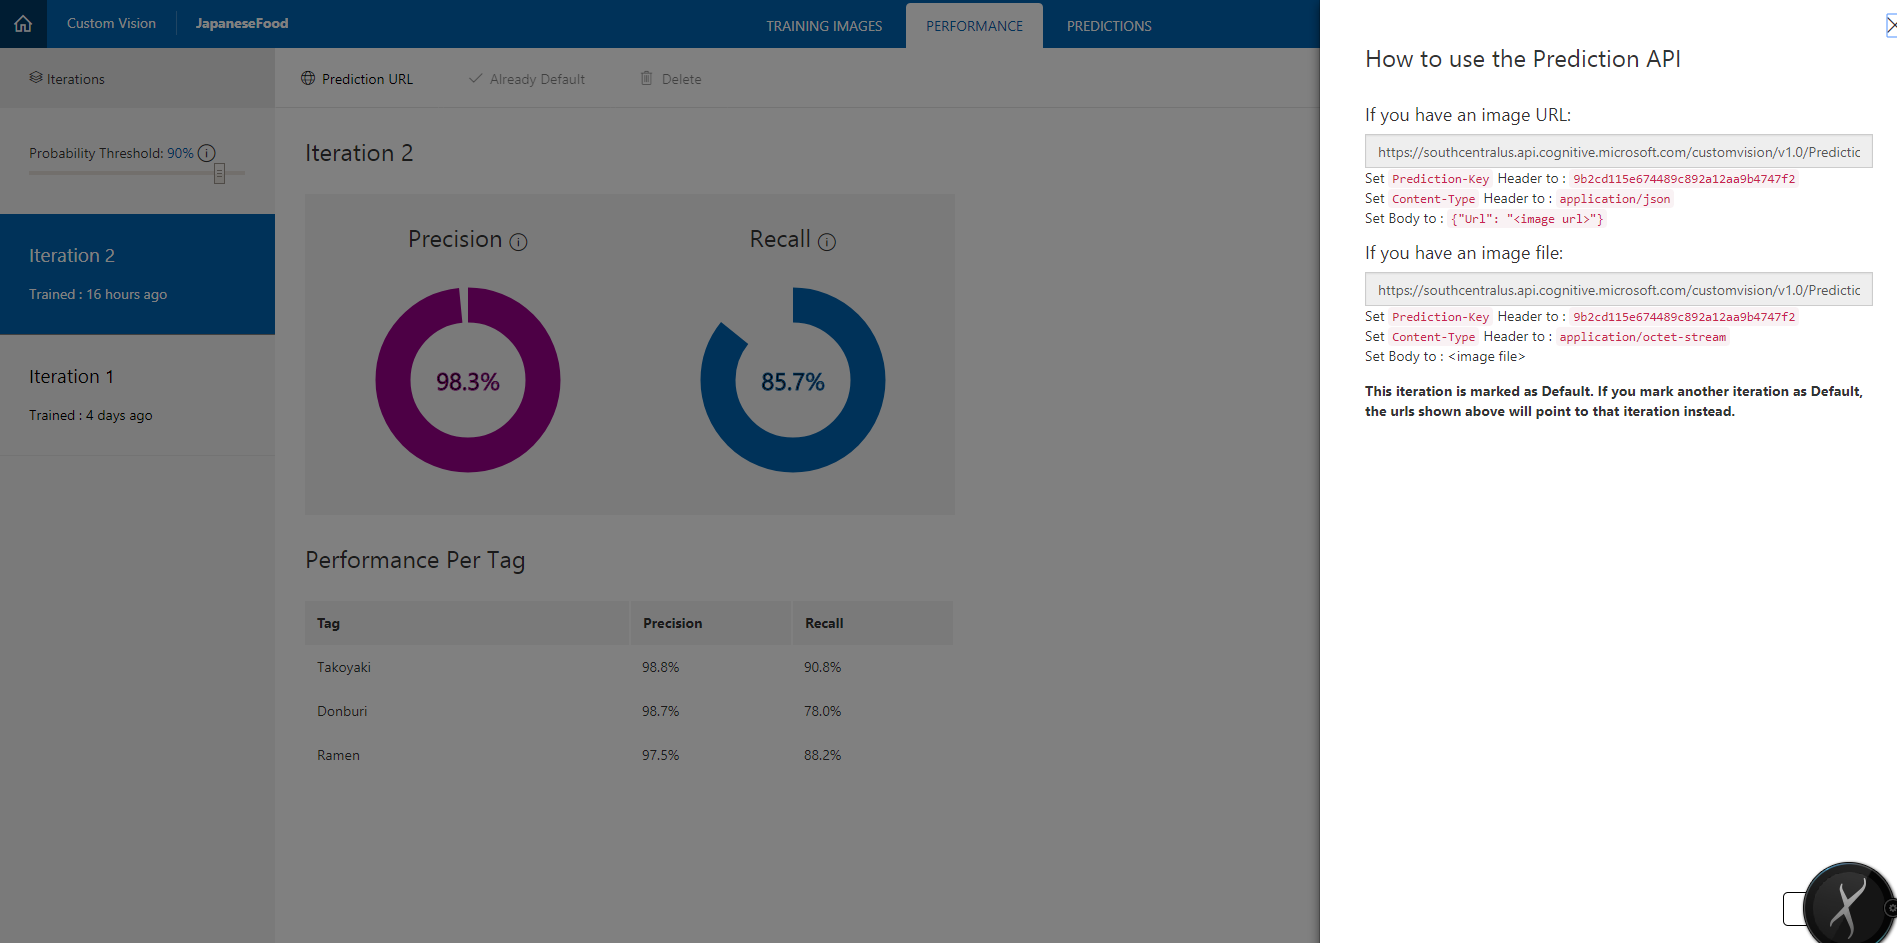 Custom Vision
JapaneseFood
TRAINING IMAGES
PERFORMANCE
PREDICTIONS
Iterations
Prediction URL
Already Default
Delete
Probability Threshold: 90%
Iteration 2
Trained : 16 hours ago
Iteration 1
Trained : 4 days ago
Iteration 2
Precision
Recall
98.3%
85.7%
Performance Per Tag
Tag Precision Recall
Takoyaki 98.8% 90.8%
Donburi 98.7% 78.0%
Ramen 97.5% 88.2%
How to use the Prediction API
If you have an image URL:
https://southcentralus.api.cognitive.microsoft.com/customvision/v1.0/Predictic
Set Prediction-Key Header to : 9b2cd115e674489c892a12aa9b4747f2
Set Content-Type Header to : application/json
Set Body to : {"Url": "<image url>"}
If you have an image file:
https://southcentralus.api.cognitive.microsoft.com/customvision/v1.0/Predictic
Set Prediction-Key Header to : 9b2cd115e674489c892a12aa9b4747f2
Set Content-Type Header to : application/octet-stream
Set Body to : <image file>
This iteration is marked as Default. If you mark another iteration as Default,
the urls shown above will point to that iteration instead.